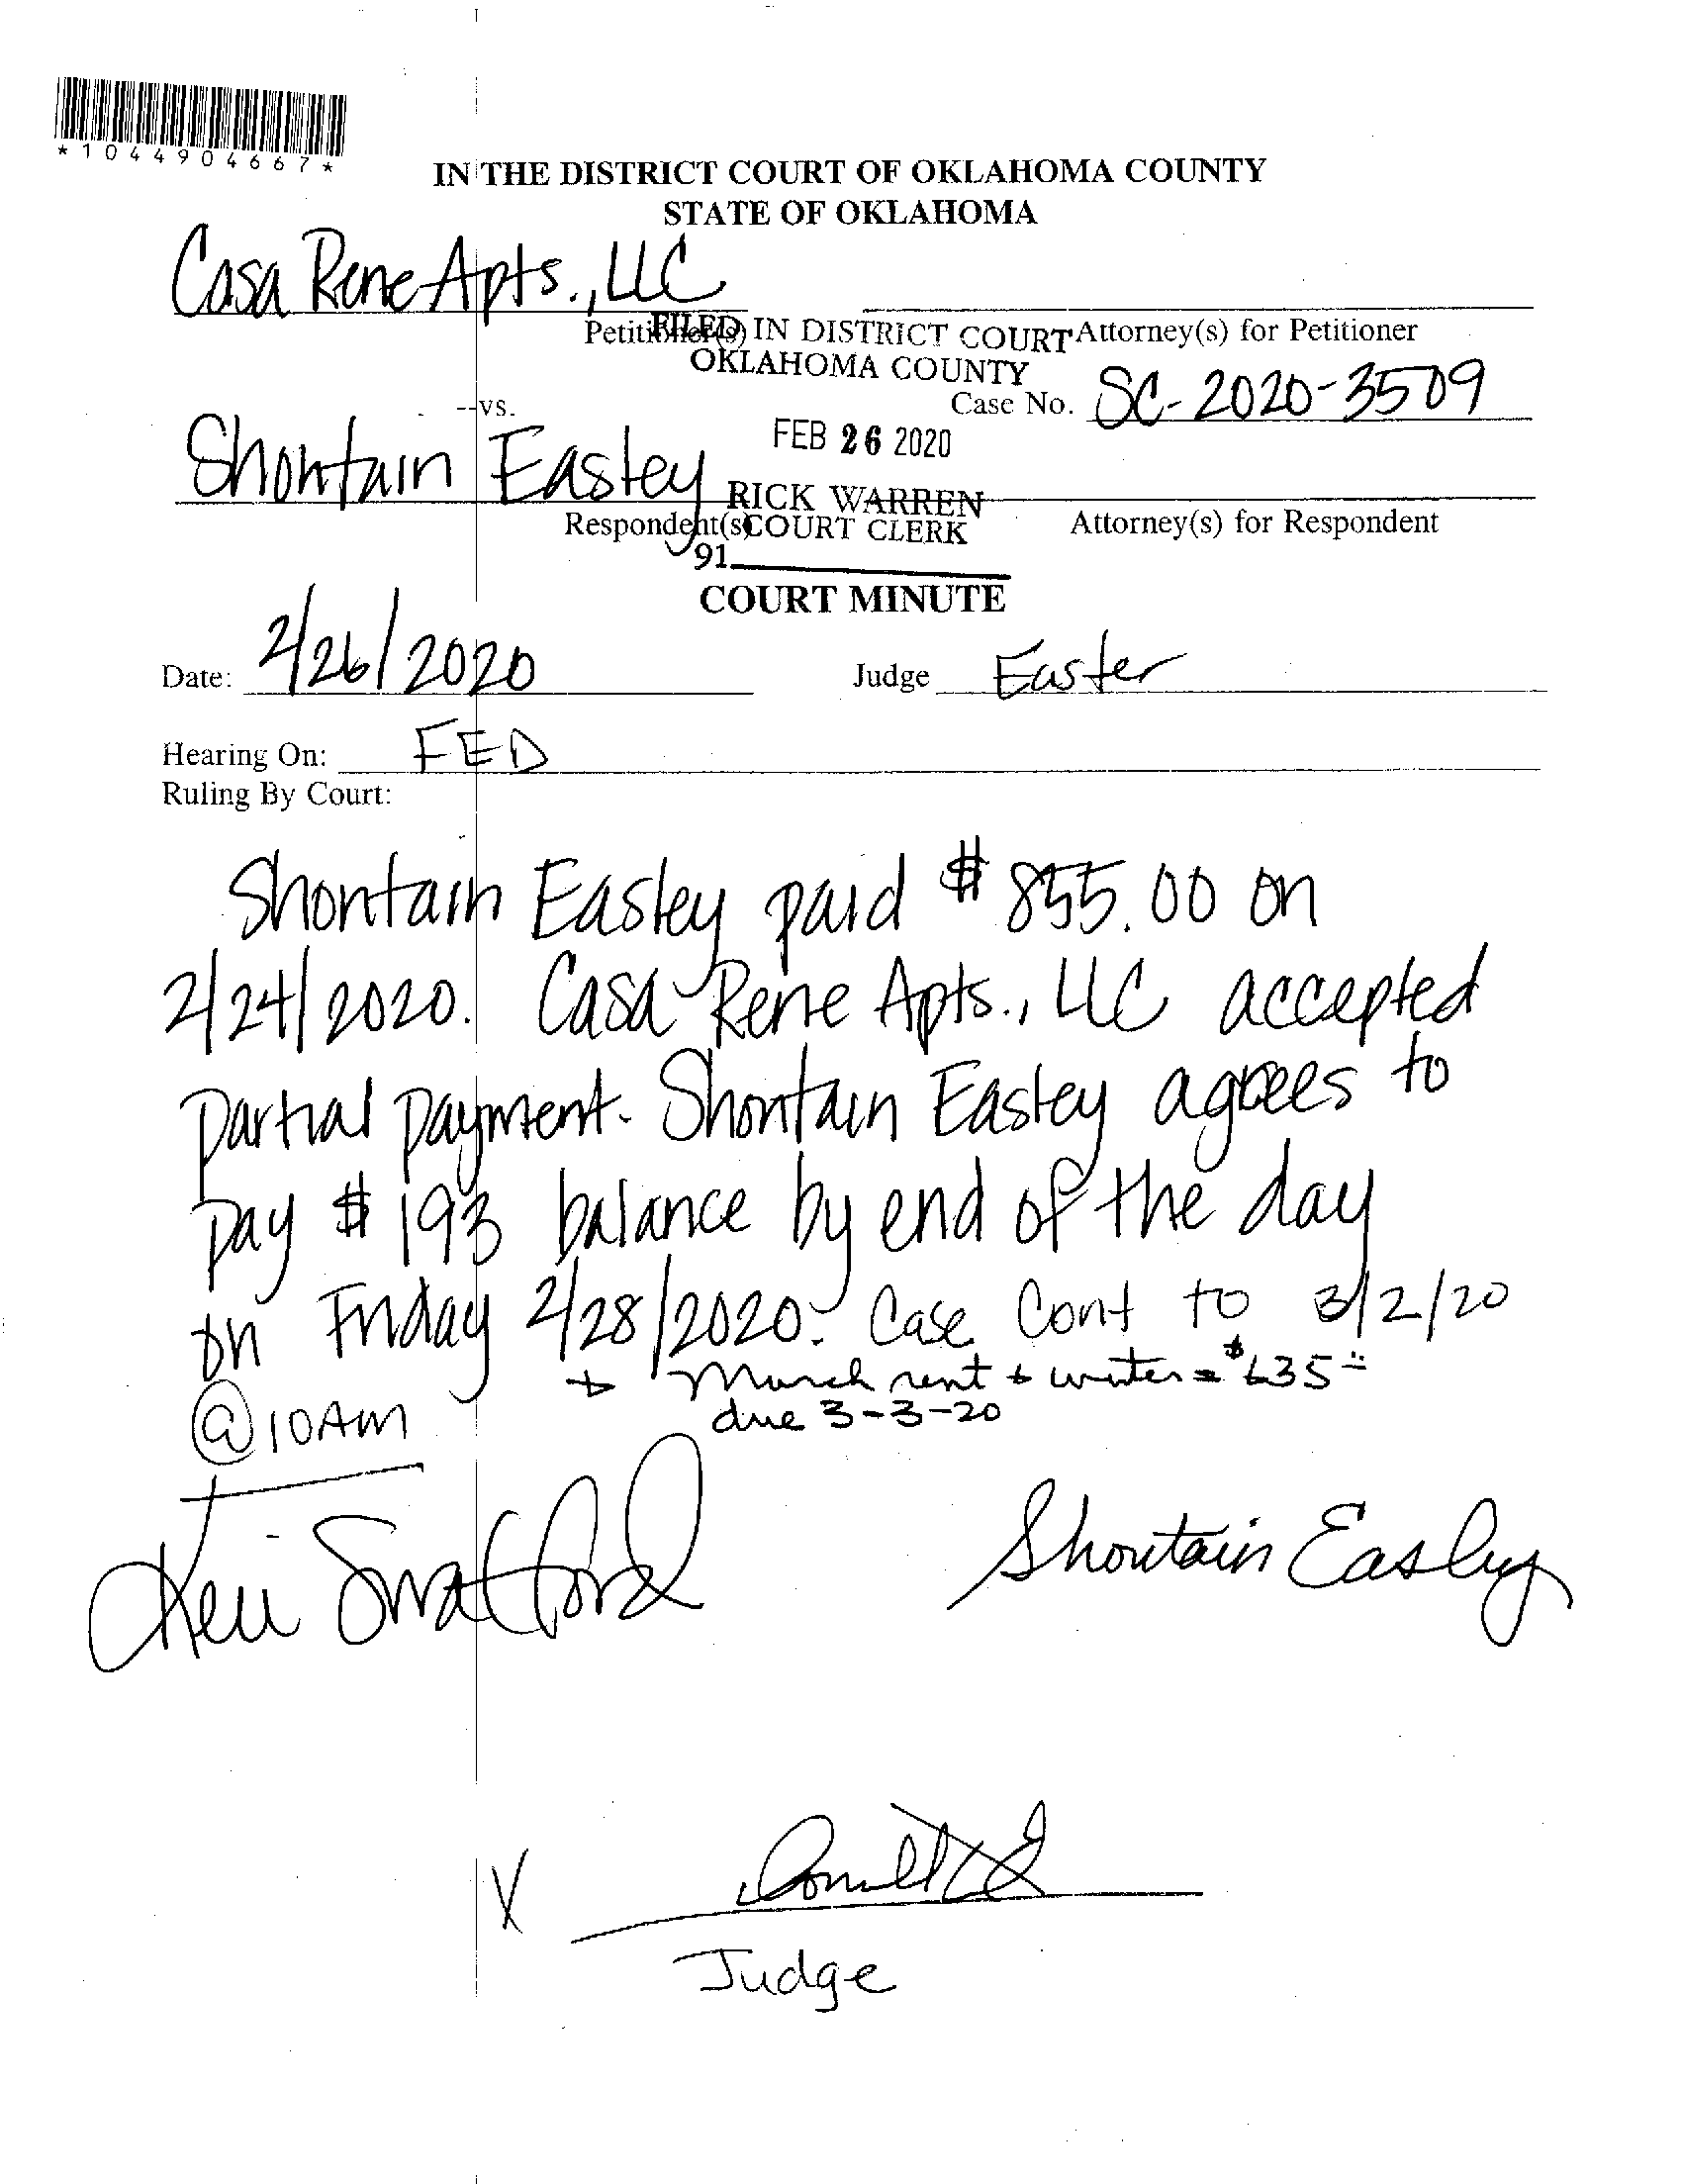 *1044904667*
IN THE DISTRICT COURT OF OKLAHOMA COUNTY
STATE OF OKLAHOMA
Casa Rene Apts., LLC
Petitioner(s) Attorney(s) for Petitioner
FILED IN DISTRICT COURT
OKLAHOMA COUNTY
--vs. Case No. SC-2020-3509
FEB 26 2020
Shontain Easley
RICK WARREN
Respondent(s) COURT CLERK Attorney(s) for Respondent
91
COURT MINUTE
Date: 2/26/2020 Judge Easter
Hearing On: FED
Ruling By Court:
Shontain Easley paid $855.00 on
2/24/2020. Casa Rene Apts., LLC accepted
partial payment. Shontain Easley agrees to
pay $193 balance by end of the day
on Friday 2/28/2020. Case Cont to 3/2/20
+ March rent + water = $635
@10AM due 3-3-20
Shontain Easley
X
Judge